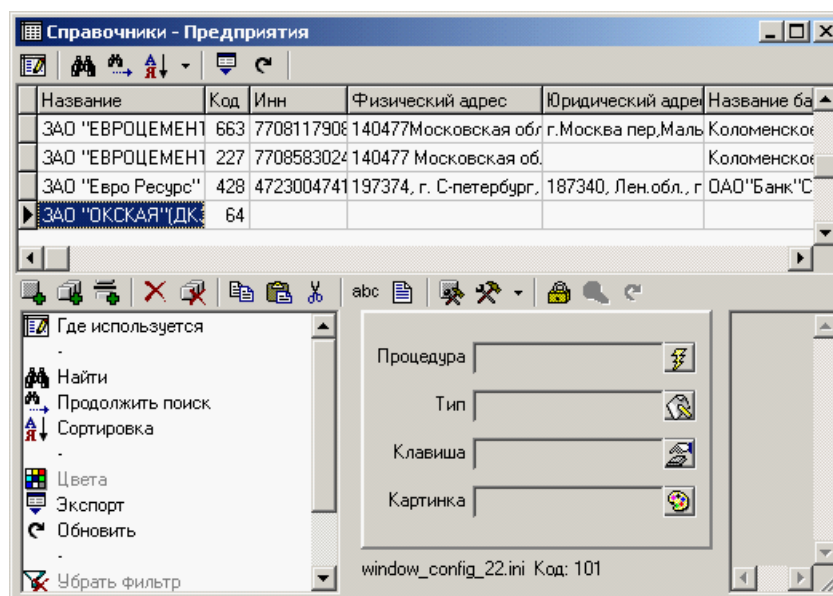 Справочники - Предприятия
Название Код Инн Физический адрес Юридический адрес Название ба
ЗАО "ЕВРОЦЕМЕНТ 663 7708117908 140477Московская обл г.Москва пер,Маль Коломенское
ЗАО "ЕВРОЦЕМЕНТ 227 7708583024 140477 Московская об. Коломенское
ЗАО "Евро Ресурс" 428 4723004741 197374, г. С-петербург, 187340, Лен.обл., г ОАО"Банк"С
ЗАО "ОКСКАЯ"(ДК. 64
abc
Где используется
-
Найти
Продолжить поиск
Сортировка
-
Цвета
Экспорт
Обновить
-
Убрать фильтр
Процедура
Тип
Клавиша
Картинка
window_config_22.ini Код: 101